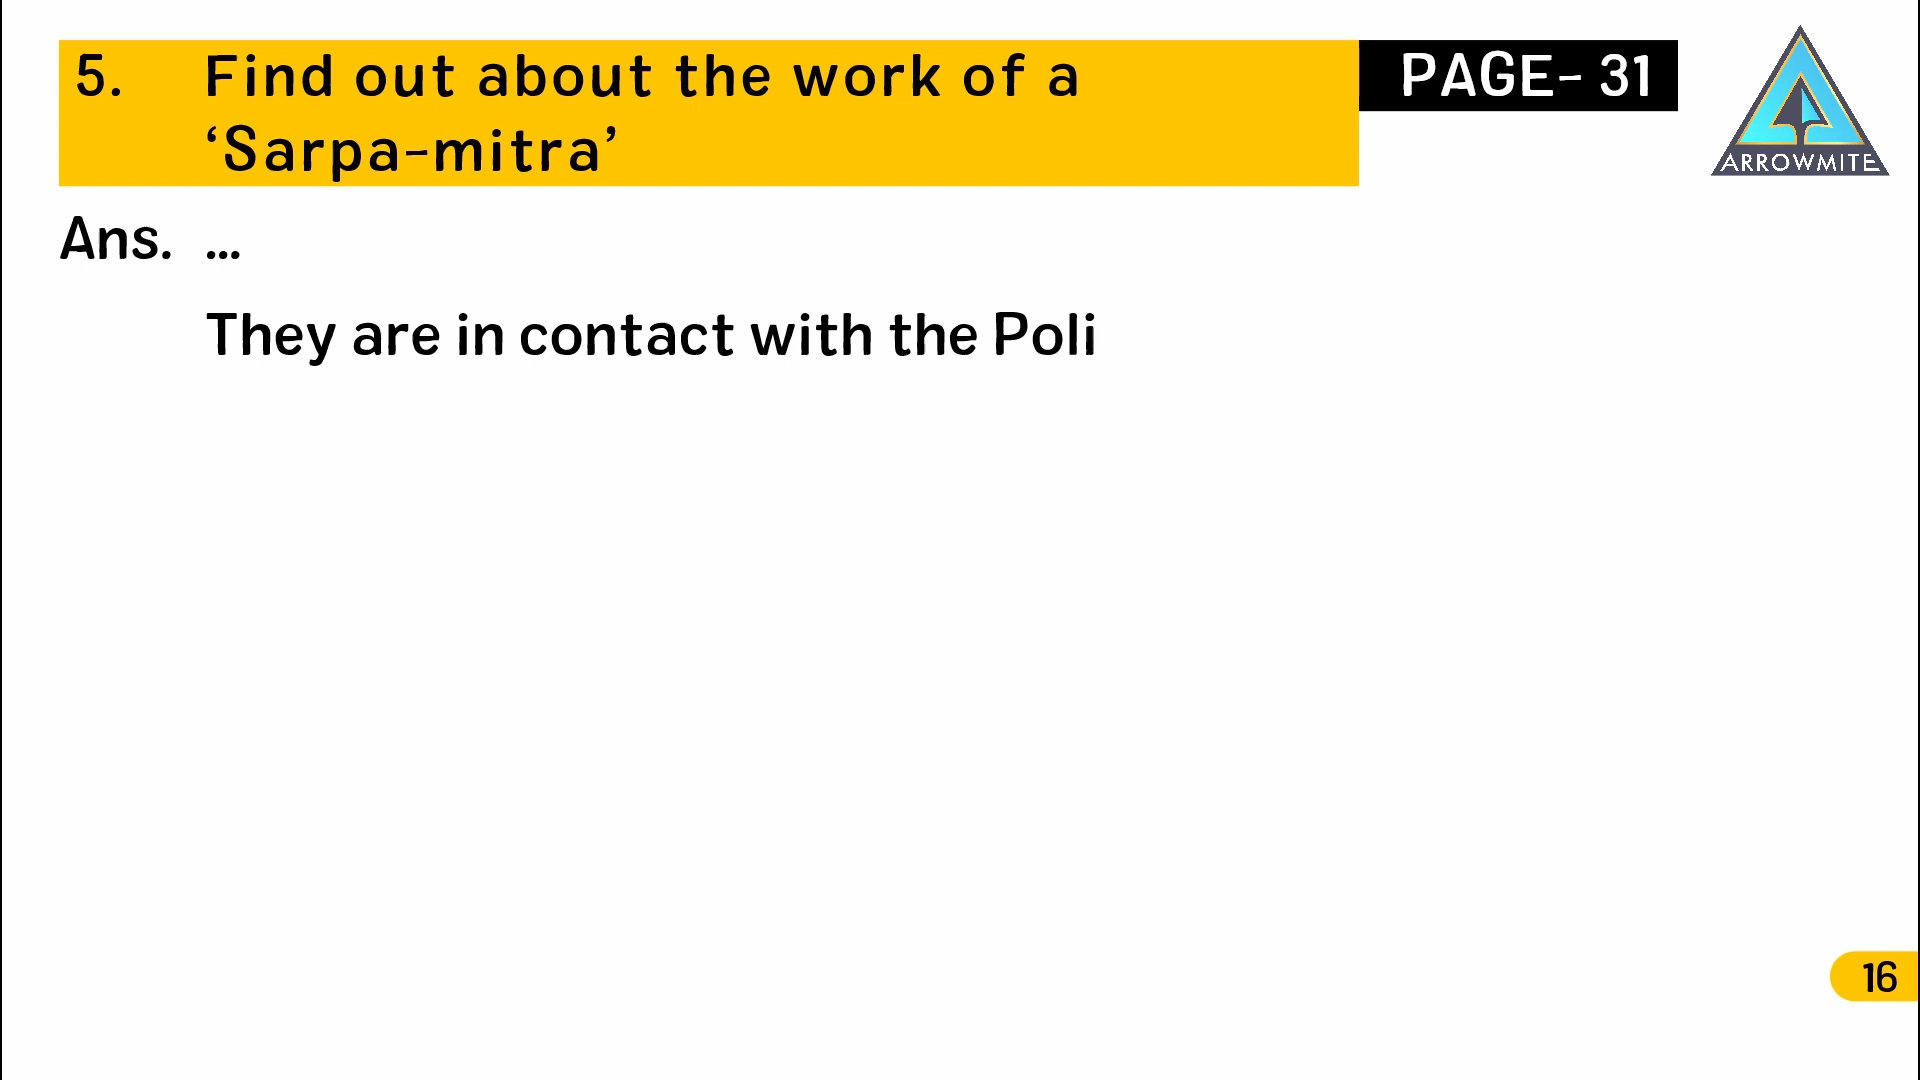 5. Find out about the work of a
‘Sarpa-mitra’
PAGE- 31
ARROWMITE
Ans. ...
They are in contact with the Poli
16